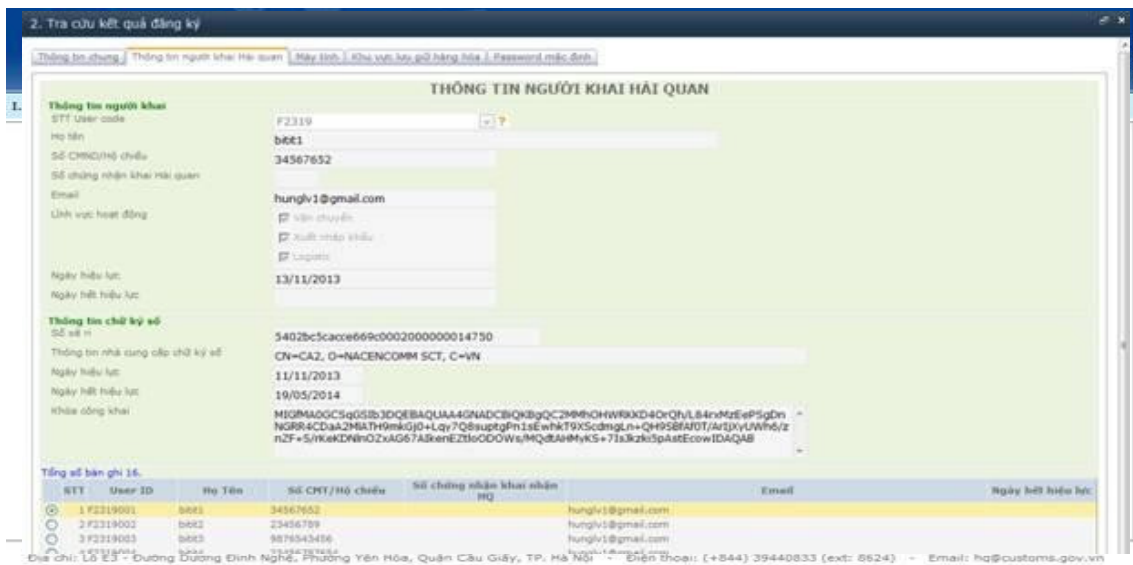 2. Tra cứu kết quả đăng ký
Thông tin chung Thông tin người khai Hải quan Máy tính Khu vực lưu giữ hàng hóa Password mặc định
THÔNG TIN NGƯỜI KHAI HẢI QUAN
I.
Thông tin người khai
STT User code F2319 ?
Họ tên bibit1
Số CMND/Hộ chiếu 34567652
Số chứng nhận khai Hải quan
Email hunglv1@gmail.com
Lĩnh vực hoạt động Vận chuyển
Xuất nhập khẩu
Logistic
Ngày hiệu lực 13/11/2013
Ngày hết hiệu lực
Thông tin chữ ký số
Số sê ri 5402bc5cacce669c0002000000014750
Thông tin nhà cung cấp chữ ký số CN=CA2, O=NACENCOMM SCT, C=VN
Ngày hiệu lực 11/11/2013
Ngày hết hiệu lực 19/05/2014
Khóa công khai
Tổng số bản ghi 16.
STT User ID Họ Tên Số CMT/Hộ chiếu Số chứng nhận khai nhận HQ Email Ngày hết hiệu lực
1 F2319001 bibit1 34567652 hunglv1@gmail.com
2 F2319002 bibit2 23456789 hunglv1@gmail.com
3 F2319003 bibit3 9876543456 hunglv1@gmail.com
Địa chỉ: Lô E3 - Đường Dương Đình Nghệ, Phường Yên Hòa, Quận Cầu Giấy, TP. Hà Nội - Điện thoại: (+844) 39440833 (ext: 8624) - Email: hq@customs.gov.vn